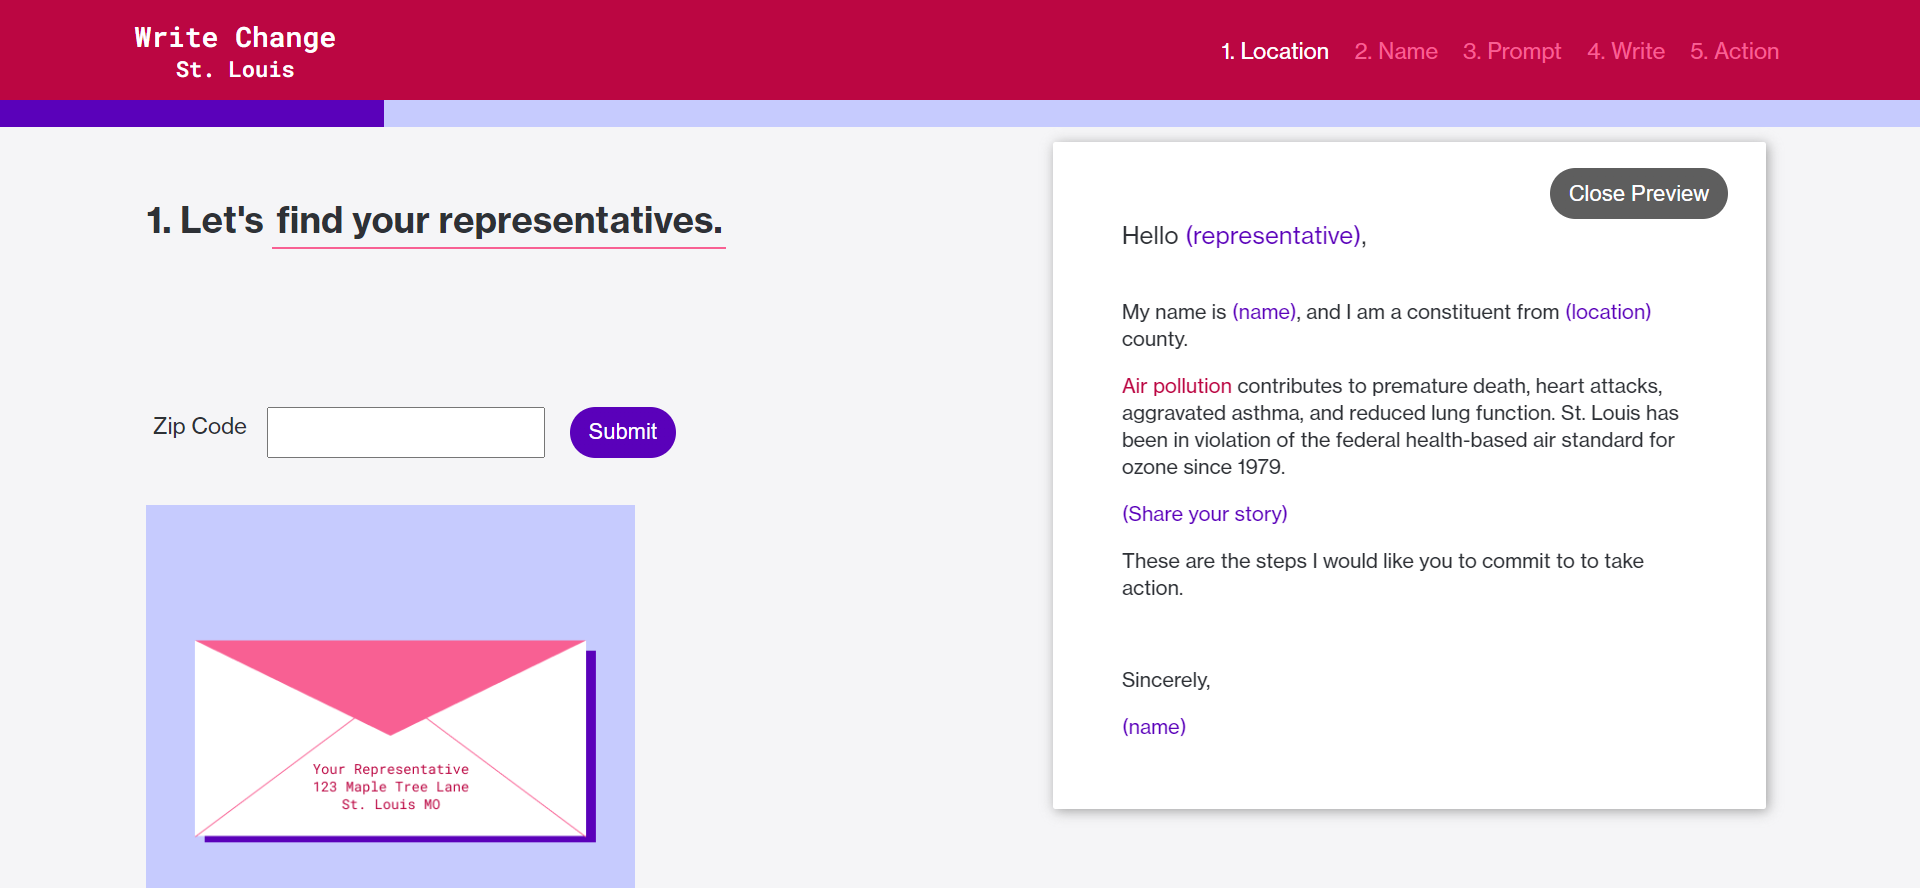 Write Change
St. Louis
1. Location 2. Name 3. Prompt 4. Write 5. Action
1. Let's find your representatives.
Zip Code
Submit
Your Representative
123 Maple Tree Lane
St. Louis MO
Close Preview
Hello (representative),
My name is (name), and I am a constituent from (location)
county.
Air pollution contributes to premature death, heart attacks,
aggravated asthma, and reduced lung function. St. Louis has
been in violation of the federal health-based air standard for
ozone since 1979.
(Share your story)
These are the steps I would like you to commit to to take
action.
Sincerely,
(name)